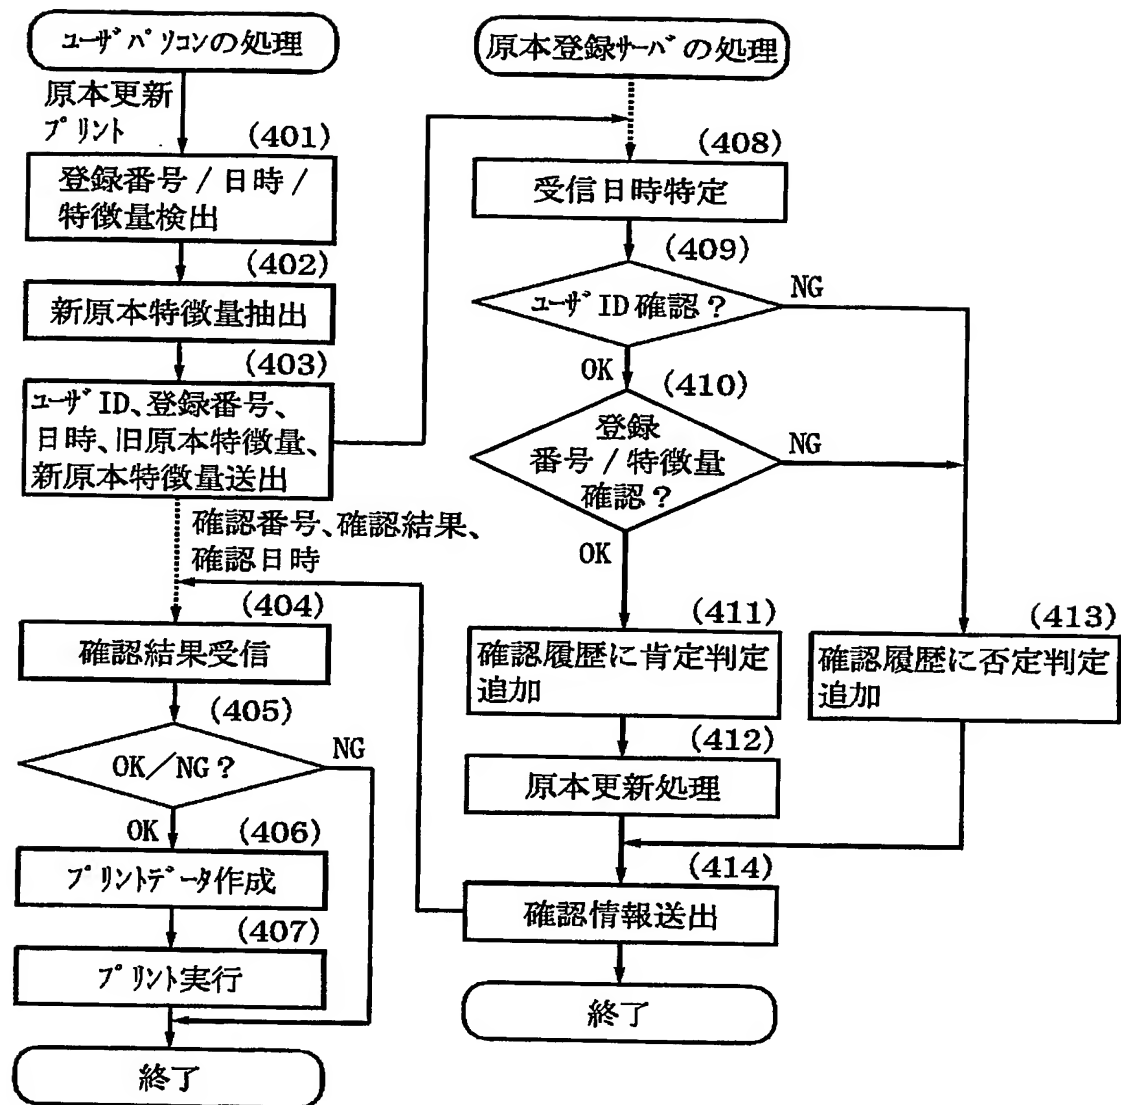 ユーザパソコンの処理
原本更新
プリント
(401)
登録番号/日時/
特徴量検出
(402)
新原本特徴量抽出
(403)
ユーザID、登録番号、
日時、旧原本特徴量、
新原本特徴量送出
確認番号、確認結果、
確認日時
(404)
確認結果受信
(405)
OK/NG?
NG
OK
(406)
プリントデータ作成
(407)
プリント実行
終了
原本登録サーバの処理
(408)
受信日時特定
(409)
ユーザID確認?
NG
OK
(410)
登録
番号/特徴量
確認?
NG
OK
(411)
確認履歴に肯定判定
追加
(412)
原本更新処理
(413)
確認履歴に否定判定
追加
(414)
確認情報送出
終了